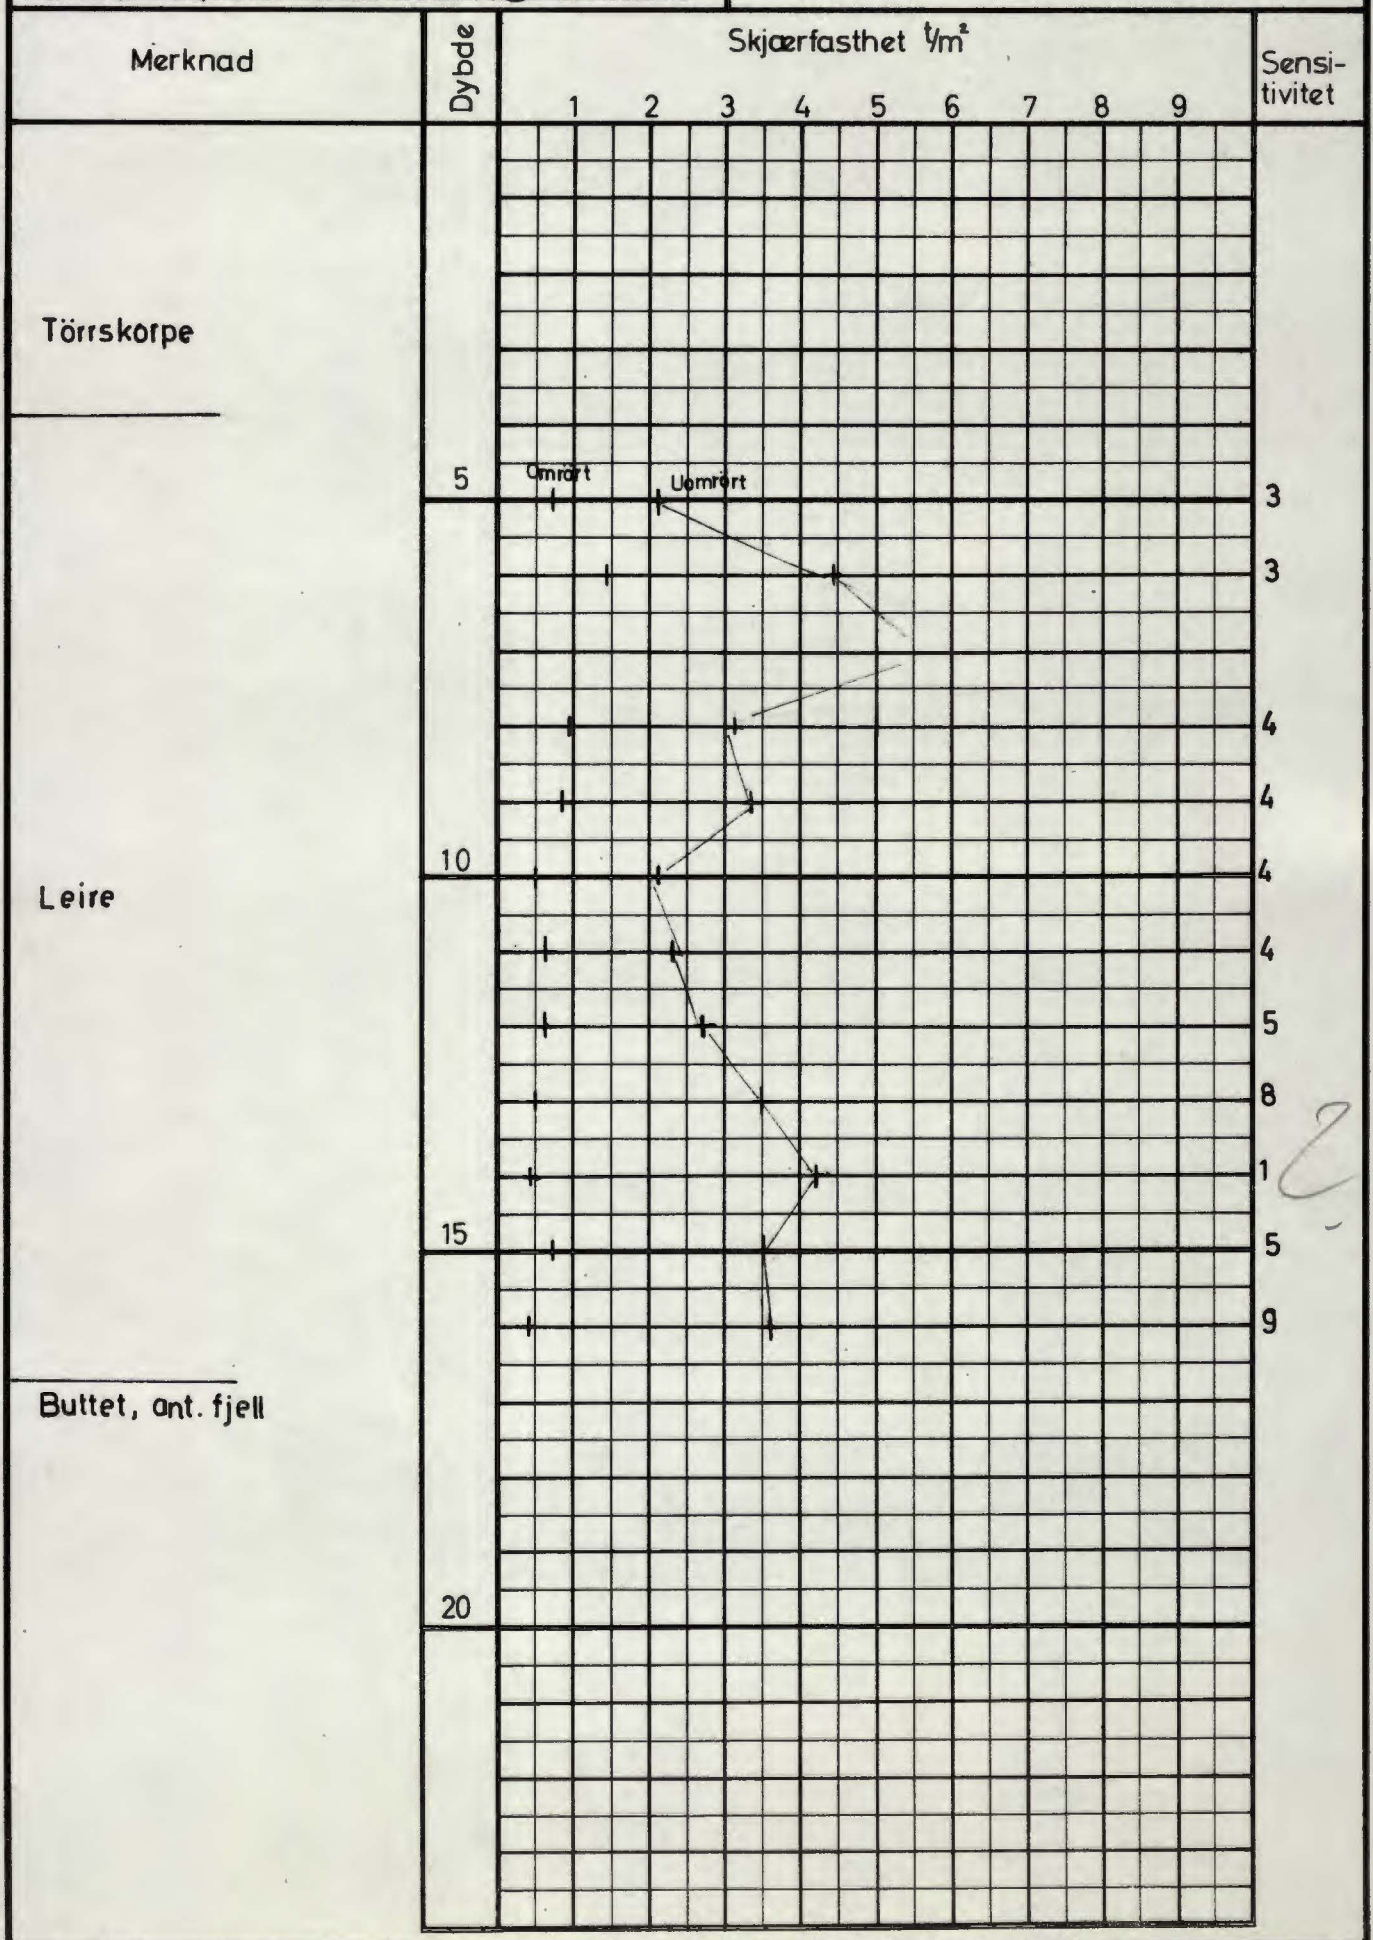 Merknad
Dybde
Skjærfasthet t/m²
Sensi-
tivitet
1 2 3 4 5 6 7 8 9
Törrskorpe
5 Omrört Uomrört 3
3
4
4
10 4
Leire
4
5
8
1 ?
15 5
9
Buttet, ant. fjell
20